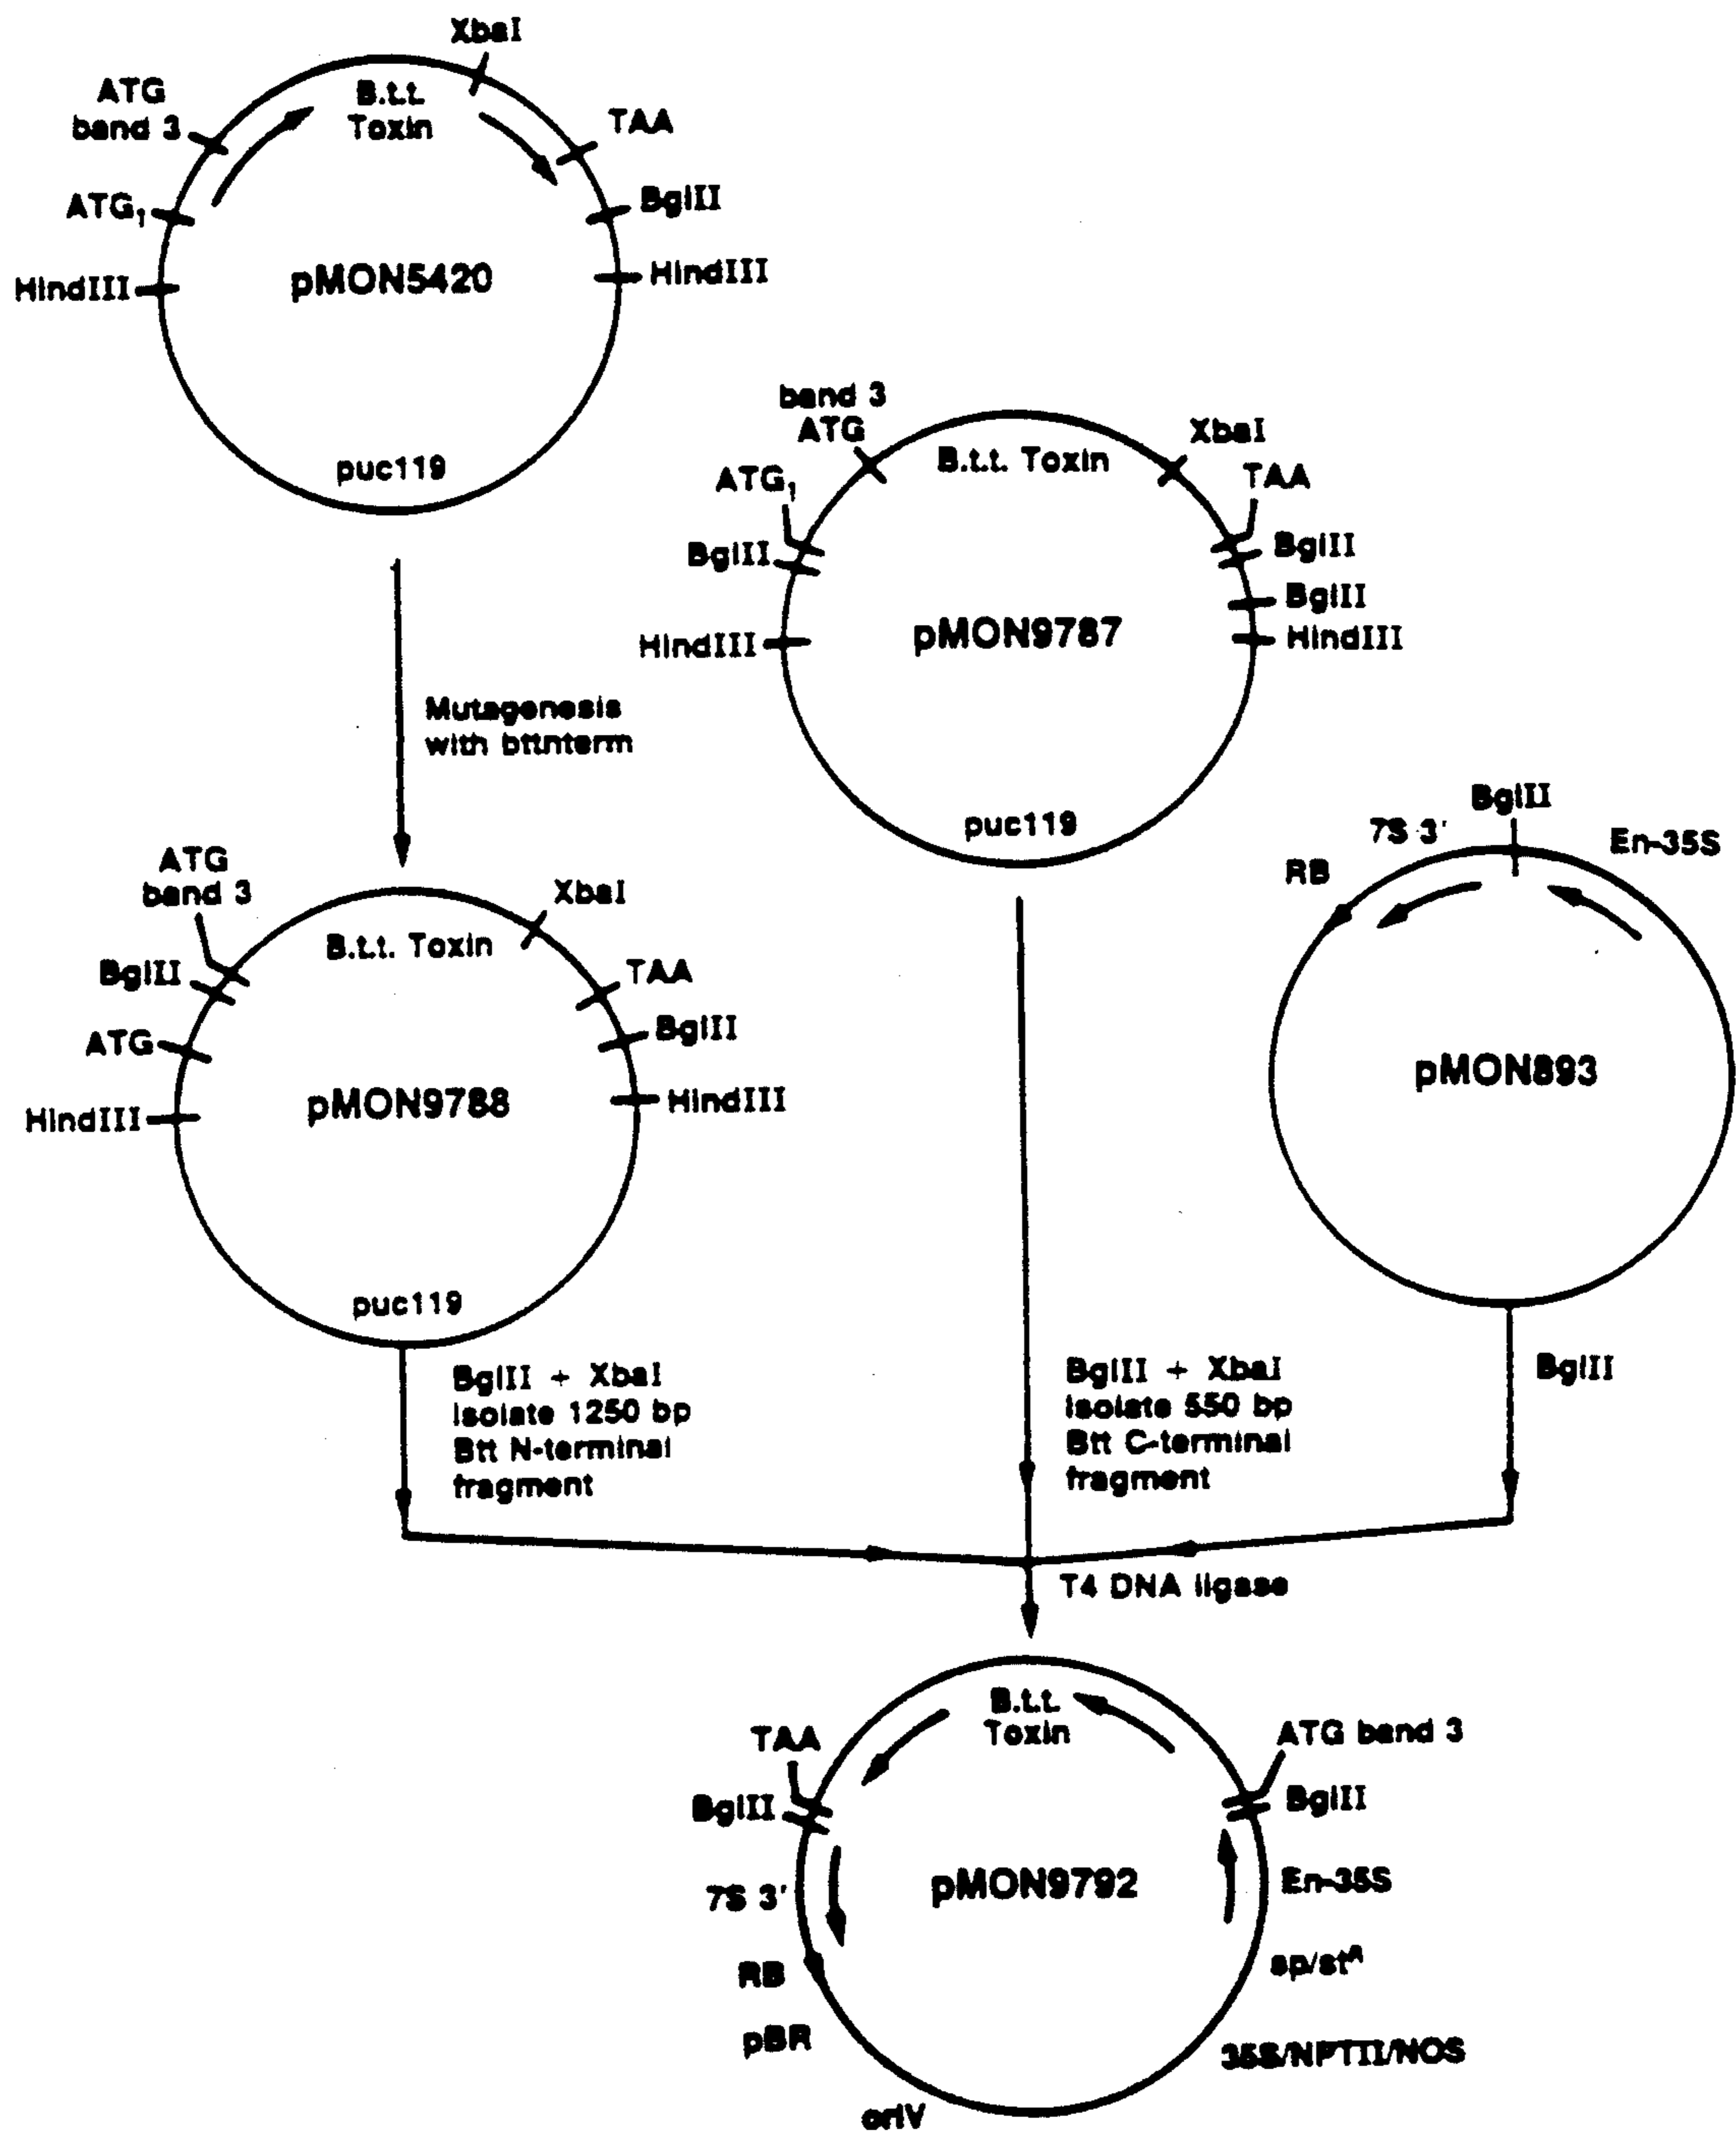 XbaI
ATG
band 3
B.t.t.
Toxin
TAA
ATG1
BglII
HindIII
pMON5420
HindIII
puc119
Mutagenesis
with bttnterm
band 3
ATG
B.t.t. Toxin
XbaI
ATG1
TAA
BglII
BglII
BglII
HindIII
pMON9787
HindIII
puc119
ATG
band 3
XbaI
B.t.t. Toxin
BglII
TAA
ATG
BglII
HindIII
pMON9788
HindIII
puc119
BglII
7S 3'
En-35S
RB
pMON893
BglII + XbaI
Isolate 1250 bp
Btt N-terminal
fragment
BglII + XbaI
Isolate 550 bp
Btt C-terminal
fragment
BglII
T4 DNA ligase
B.t.t.
Toxin
TAA
ATG band 3
BglII
BglII
7S 3'
pMON9792
En-35S
RB
sp/stR
pBR
35S/NPTII/NOS
oriV